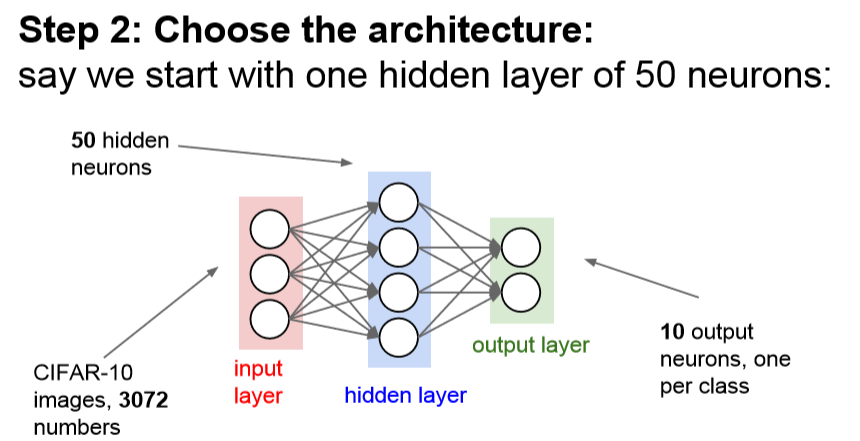 Step 2: Choose the architecture:
say we start with one hidden layer of 50 neurons:
50 hidden
neurons
CIFAR-10
images, 3072
numbers
input
layer
hidden layer
output layer
10 output
neurons, one
per class